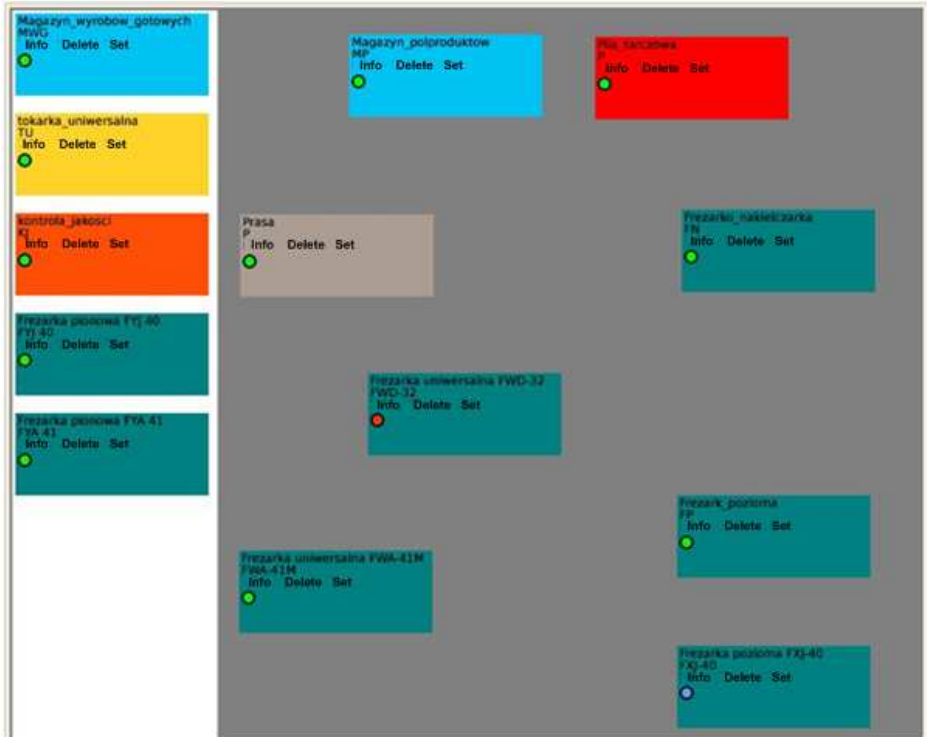 Magazyn_wyrobow_gotowych
MWG
Info Delete Set
tokarka_uniwersalna
TU
Info Delete Set
kontrola_jakosci
KJ
Info Delete Set
Frezarka pionowa FYJ 40
FYJ 40
Info Delete Set
Frezarka pionowa FYA 41
FYA 41
Info Delete Set
Magazyn_polproduktow
MP
Info Delete Set
Pila_tarczowa
P
Info Delete Set
Prasa
P
Info Delete Set
Frezarko_nakielczarka
FN
Info Delete Set
Frezarka uniwersalna FWD-32
FWD-32
Info Delete Set
Frezark_pozioma
FP
Info Delete Set
Frezarka uniwersalna FWA-41M
FWA-41M
Info Delete Set
Frezarka pozioma FXJ-40
FXJ-40
Info Delete Set